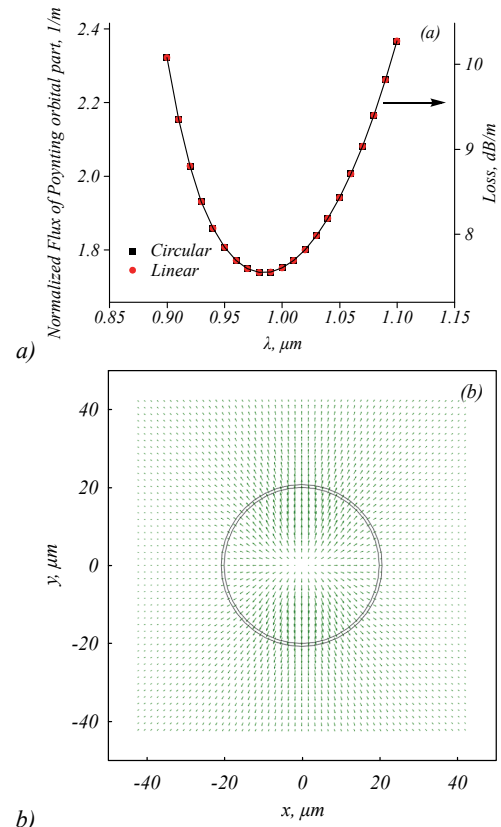 (a)
Normalized Flux of Poynting orbital part, 1/m
2.4
2.2
2.0
1.8
10
9
8
Loss, dB/m
Circular
Linear
0.85 0.90 0.95 1.00 1.05 1.10 1.15
λ, μm
a)
(b)
y, μm
40
20
0
-20
-40
-40 -20 0 20 40
x, μm
b)